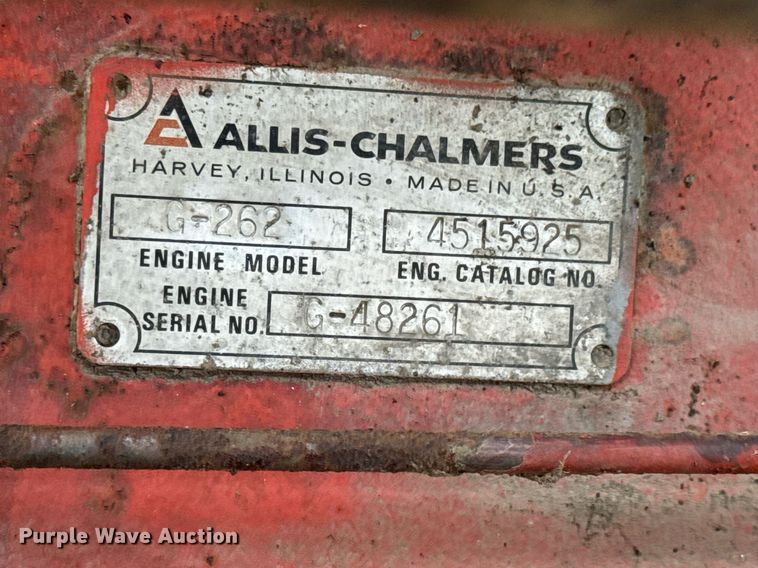 ALLIS-CHALMERS
HARVEY, ILLINOIS • MADE IN U.S.A.
G-262 4515925
ENGINE MODEL ENG. CATALOG NO.
ENGINE
SERIAL NO. G-48261
Purple Wave Auction